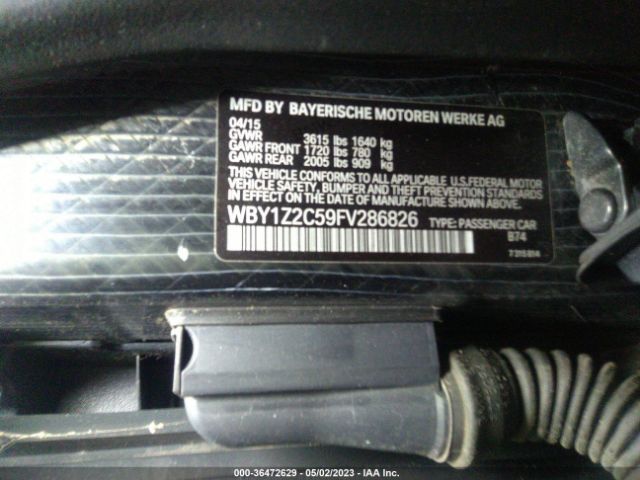 MFD BY BAYERISCHE MOTOREN WERKE AG
04/15
GVWR 3615 lbs 1640 kg
GAWR FRONT 1720 lbs 780 kg
GAWR REAR 2005 lbs 909 kg
THIS VEHICLE CONFORMS TO ALL APPLICABLE U.S. FEDERAL MOTOR
VEHICLE SAFETY, BUMPER AND THEFT PREVENTION STANDARDS
IN EFFECT ON THE DATE OF MANUFACTURE SHOWN ABOVE.
WBY1Z2C59FV286826 TYPE: PASSENGER CAR
B74
7 315 814
000-36472629 - 05/02/2023 - IAA Inc.